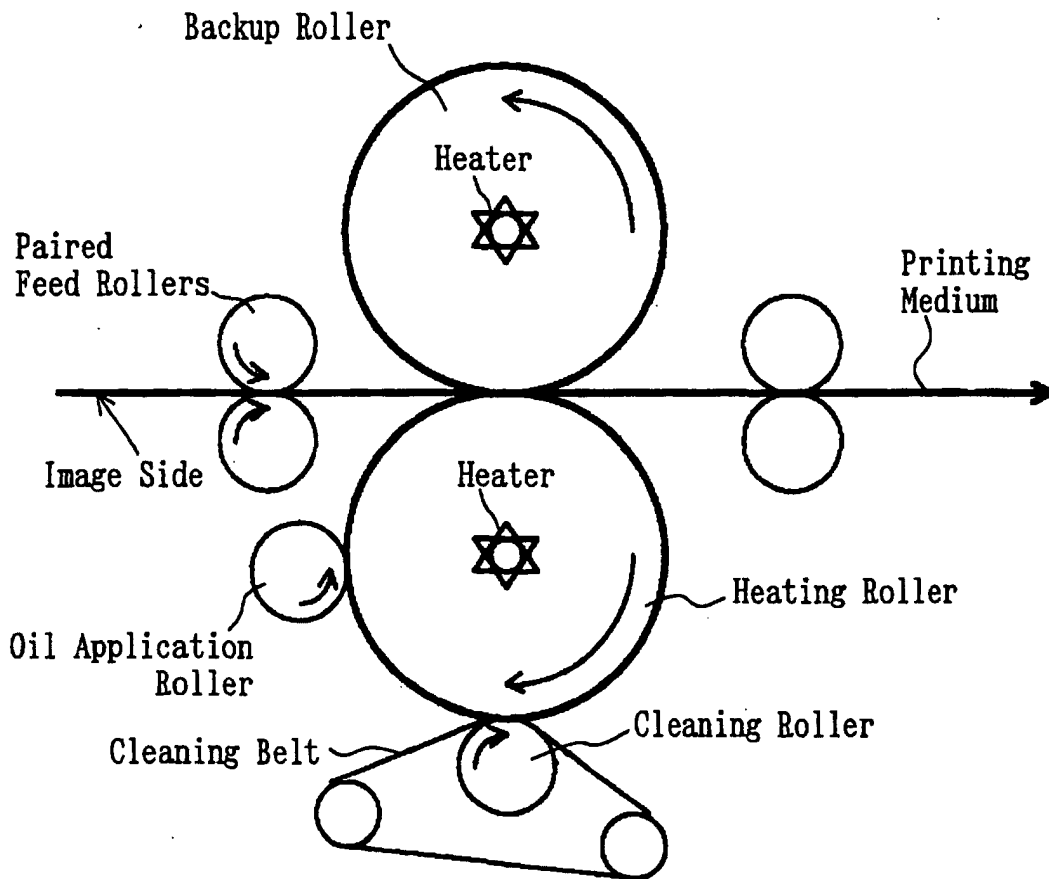 Backup Roller
Heater
Paired
Feed Rollers
Printing
Medium
Image Side
Heater
Heating Roller
Oil Application
Roller
Cleaning Roller
Cleaning Belt